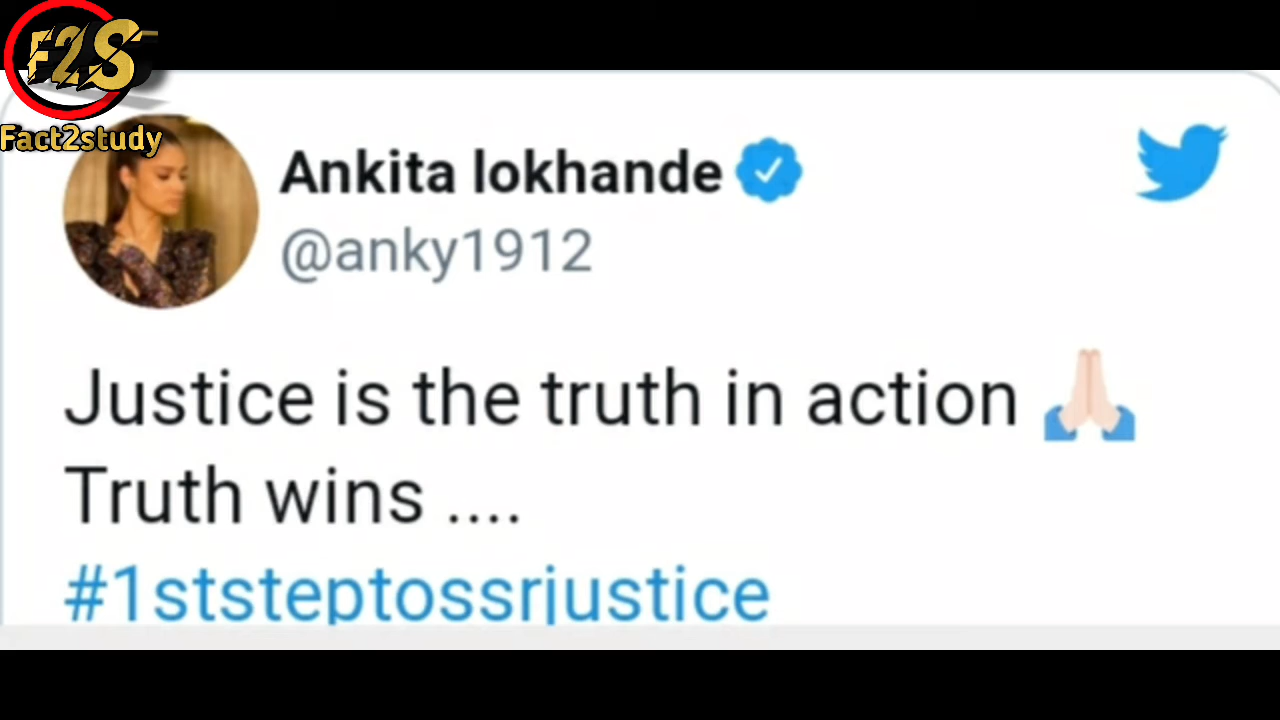 F2S
Fact2study
Ankita lokhande
@anky1912
Justice is the truth in action 🙏🏻
Truth wins ....
#1ststeptossrjustice